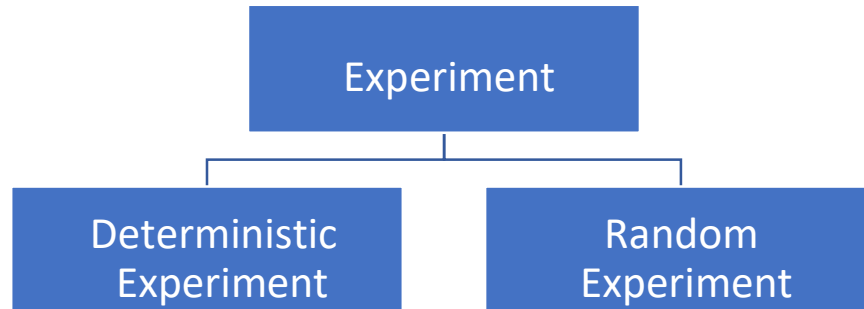 Experiment
Deterministic
Experiment
Random
Experiment